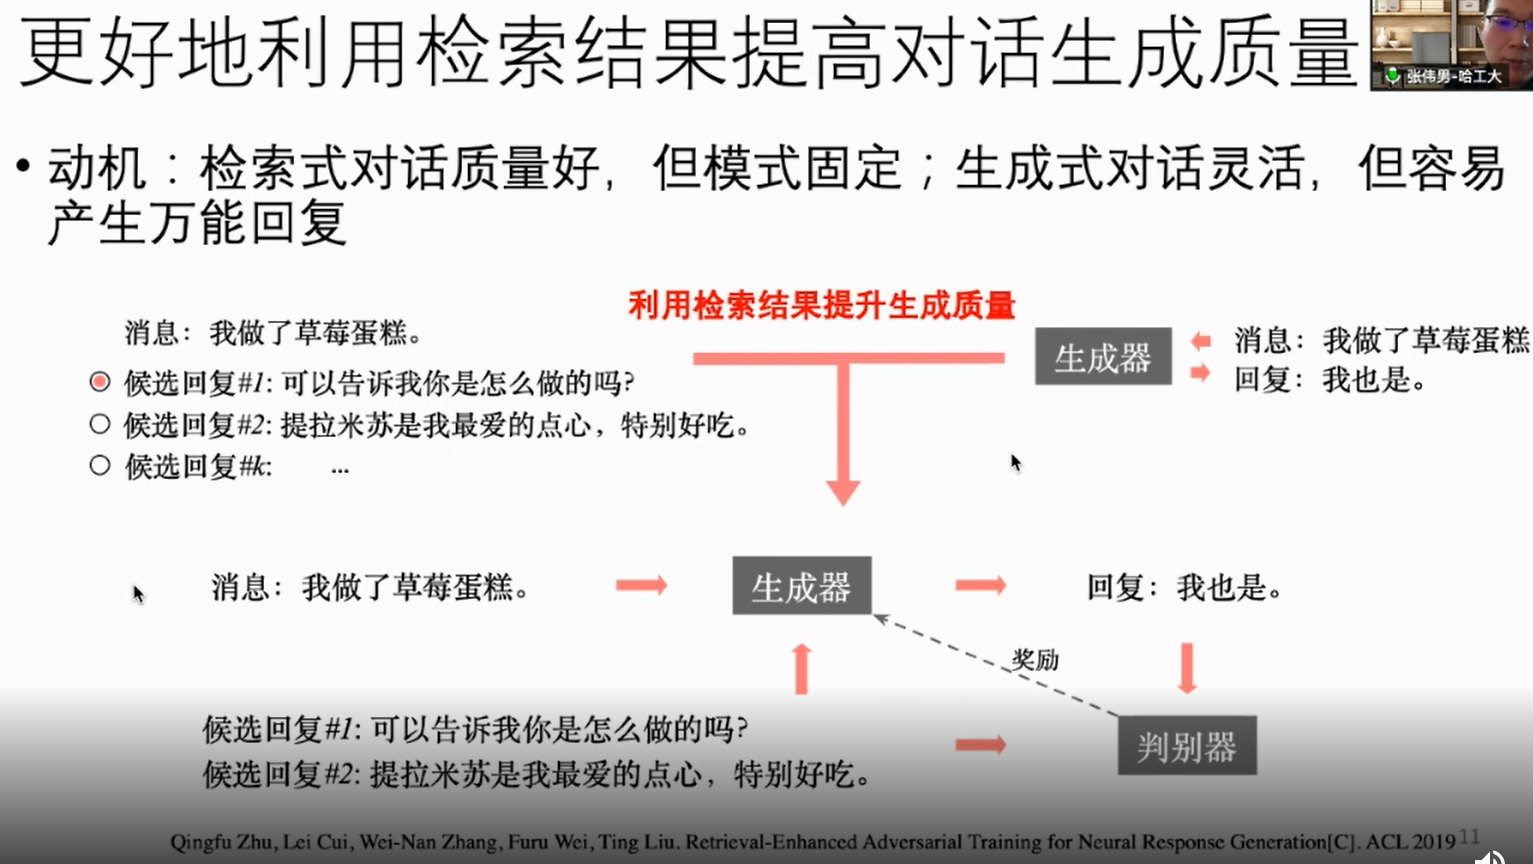 更好地利用检索结果提高对话生成质量
张伟男-哈工大
• 动机：检索式对话质量好，但模式固定；生成式对话灵活，但容易
产生万能回复
利用检索结果提升生成质量
消息：我做了草莓蛋糕。
候选回复#1: 可以告诉我你是怎么做的吗?
候选回复#2: 提拉米苏是我最爱的点心，特别好吃。
候选回复#k: ...
生成器
消息：我做了草莓蛋糕
回复：我也是。
消息：我做了草莓蛋糕。
生成器
回复：我也是。
奖励
候选回复#1: 可以告诉我你是怎么做的吗?
候选回复#2: 提拉米苏是我最爱的点心，特别好吃。
判别器
Qingfu Zhu, Lei Cui, Wei-Nan Zhang, Furu Wei, Ting Liu. Retrieval-Enhanced Adversarial Training for Neural Response Generation[C]. ACL 2019
11